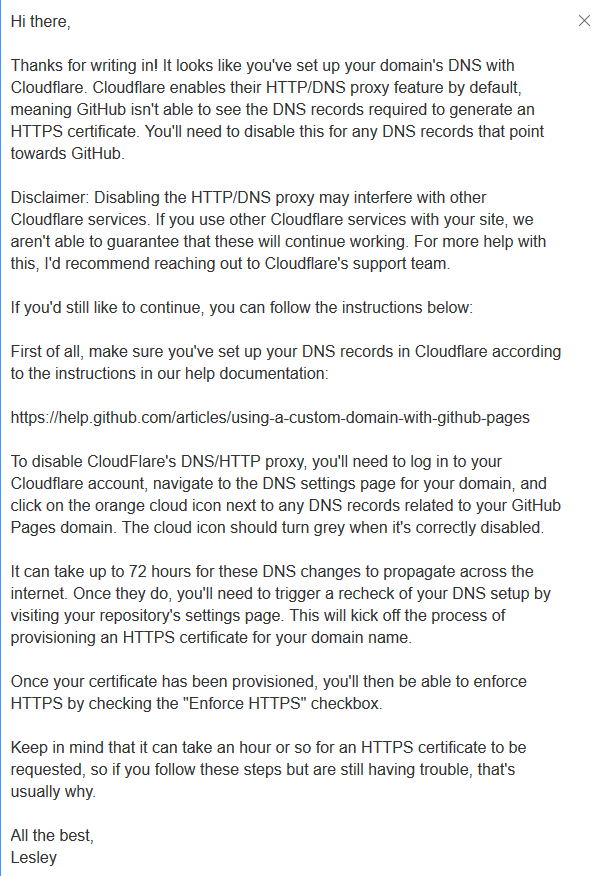 Hi there,
Thanks for writing in! It looks like you've set up your domain's DNS with
Cloudflare. Cloudflare enables their HTTP/DNS proxy feature by default,
meaning GitHub isn't able to see the DNS records required to generate an
HTTPS certificate. You'll need to disable this for any DNS records that point
towards GitHub.
Disclaimer: Disabling the HTTP/DNS proxy may interfere with other
Cloudflare services. If you use other Cloudflare services with your site, we
aren't able to guarantee that these will continue working. For more help with
this, I'd recommend reaching out to Cloudflare's support team.
If you'd still like to continue, you can follow the instructions below:
First of all, make sure you've set up your DNS records in Cloudflare according
to the instructions in our help documentation:
https://help.github.com/articles/using-a-custom-domain-with-github-pages
To disable CloudFlare's DNS/HTTP proxy, you'll need to log in to your
Cloudflare account, navigate to the DNS settings page for your domain, and
click on the orange cloud icon next to any DNS records related to your GitHub
Pages domain. The cloud icon should turn grey when it's correctly disabled.
It can take up to 72 hours for these DNS changes to propagate across the
internet. Once they do, you'll need to trigger a recheck of your DNS setup by
visiting your repository's settings page. This will kick off the process of
provisioning an HTTPS certificate for your domain name.
Once your certificate has been provisioned, you'll then be able to enforce
HTTPS by checking the "Enforce HTTPS" checkbox.
Keep in mind that it can take an hour or so for an HTTPS certificate to be
requested, so if you follow these steps but are still having trouble, that's
usually why.
All the best,
Lesley